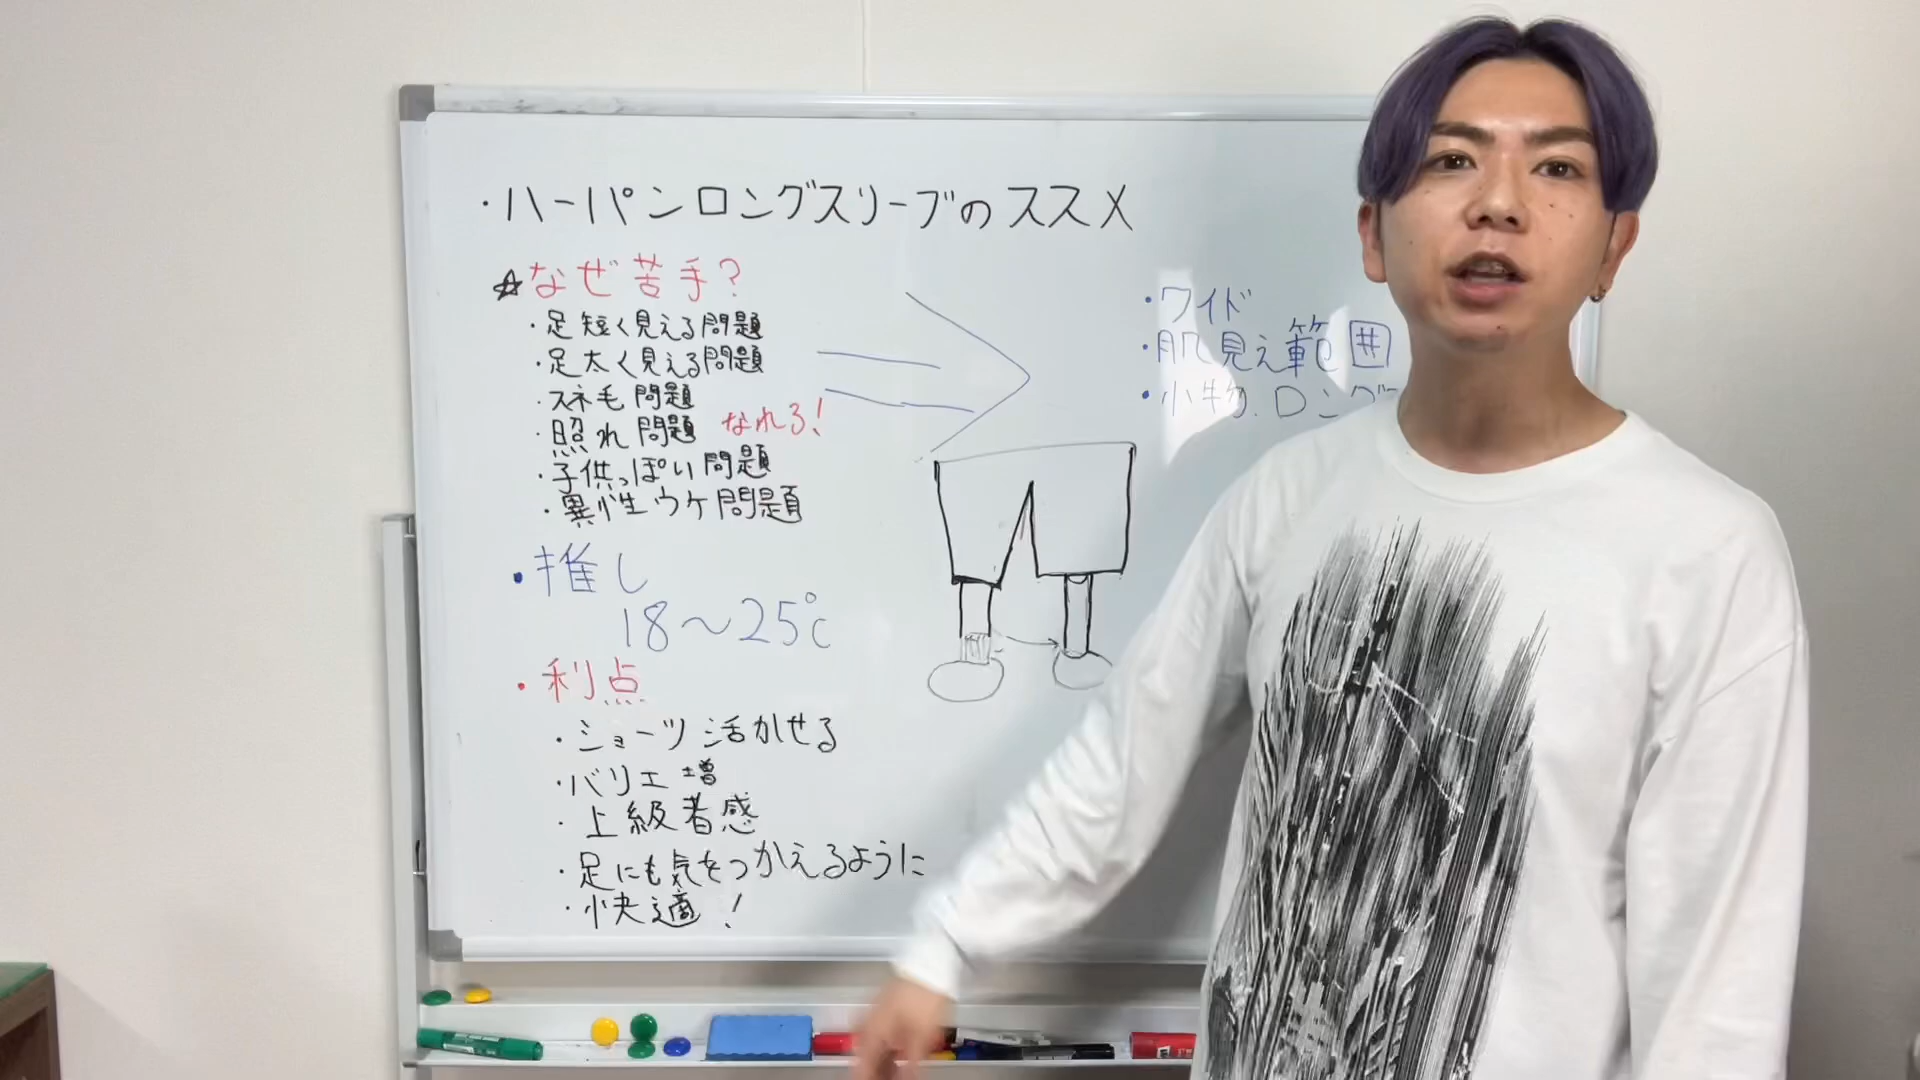 ・ハーパンロングスリーブのススメ
☆なぜ苦手?
・足短く見える問題
・足太く見える問題
・スネ毛問題
・照れ問題 なれろ!
・子供っぽい問題
・異性ウケ問題
・推し
18～25℃
・利点
・ショーツ活かせる
・バリエ増
・上級者感
・足にも気をつかえるように
・快適!
・ワイド
・肌見え範囲
・小物.ロング